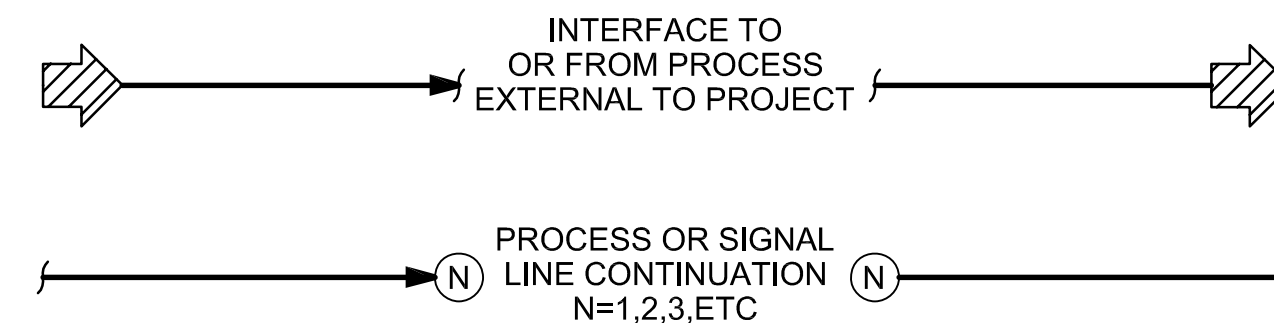 INTERFACE TO
OR FROM PROCESS
EXTERNAL TO PROJECT
PROCESS OR SIGNAL
N LINE CONTINUATION N
N=1,2,3,ETC